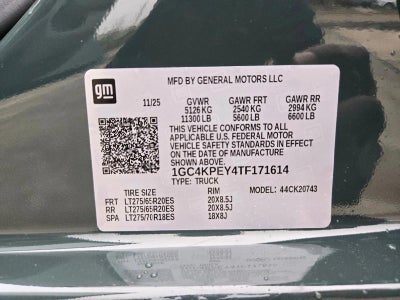 gm
MFD BY GENERAL MOTORS LLC
11/25 GVWR GAWR FRT GAWR RR
5126 KG 2540 KG 2994 KG
11300 LB 5600 LB 6600 LB
THIS VEHICLE CONFORMS TO ALL
APPLICABLE U.S. FEDERAL MOTOR
VEHICLE SAFETY STANDARDS IN EFFECT
ON THE DATE OF MANUFACTURE
SHOWN ABOVE.
1GC4KPEY4TF171614
TYPE: TRUCK MODEL: 44CK20743
TIRE SIZE RIM
FRT LT275/65R20ES 20X8.5J
RR LT275/65R20ES 20X8.5J
SPA LT275/70R18ES 18X8J